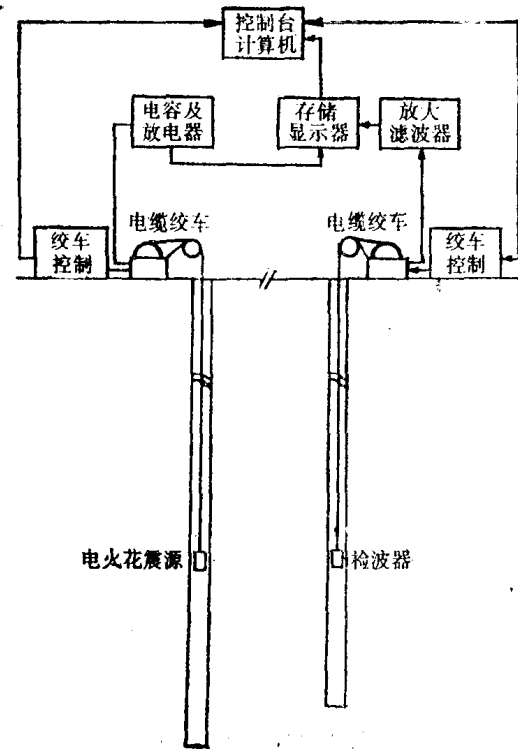 控制台
计算机
电容及
放电器
存储
显示器
放大
滤波器
电缆绞车
电缆绞车
绞车
控制
绞车
控制
电火花震源
检波器